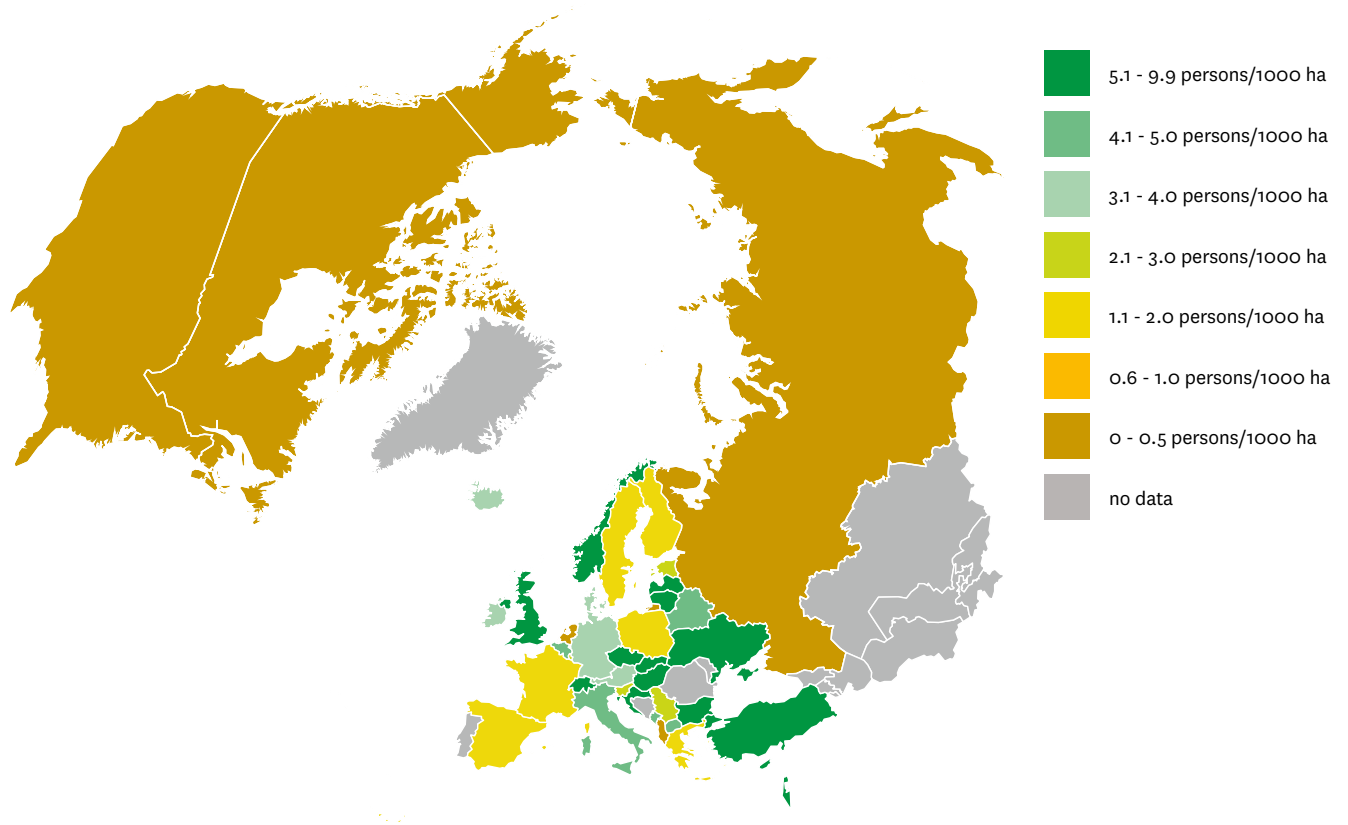 5.1 - 9.9 persons/1000 ha
4.1 - 5.0 persons/1000 ha
3.1 - 4.0 persons/1000 ha
2.1 - 3.0 persons/1000 ha
1.1 - 2.0 persons/1000 ha
0.6 - 1.0 persons/1000 ha
0 - 0.5 persons/1000 ha
no data